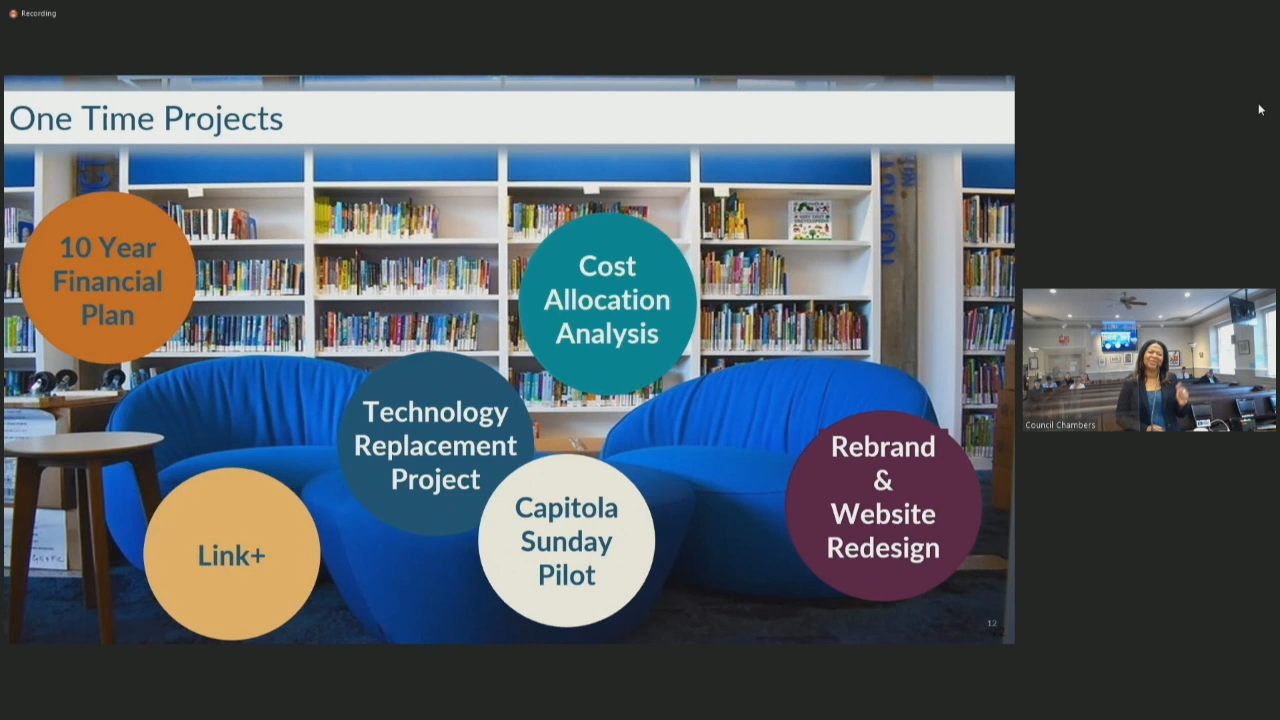 Recording
One Time Projects
10 Year
Financial
Plan
Cost
Allocation
Analysis
Technology
Replacement
Project
Capitola
Sunday
Pilot
Rebrand
&
Website
Redesign
Link+
12
Council Chambers